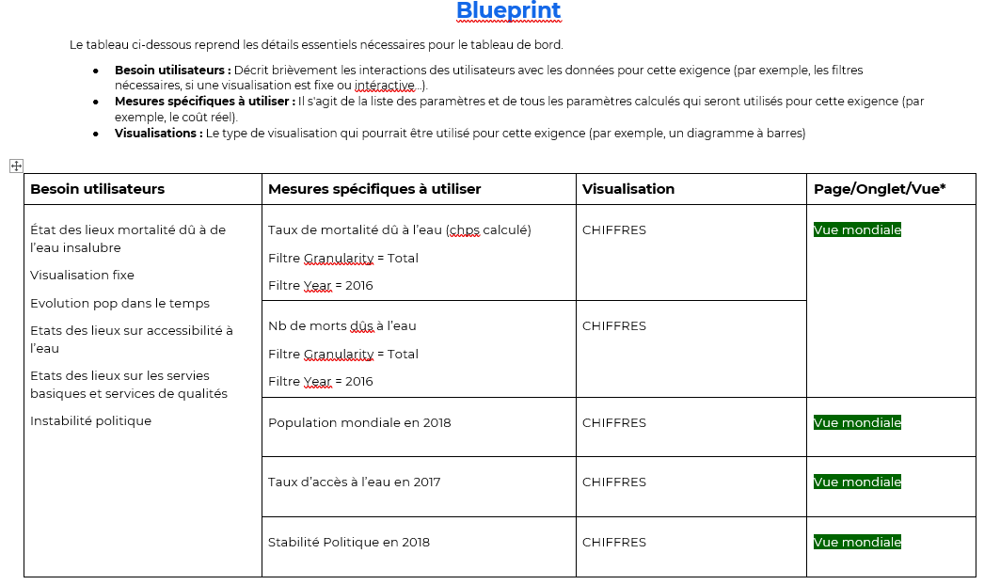 Blueprint
Le tableau ci-dessous reprend les détails essentiels nécessaires pour le tableau de bord.
● Besoin utilisateurs : Décrit brièvement les interactions des utilisateurs avec les données pour cette exigence (par exemple, les filtres
nécessaires, si une visualisation est fixe ou intéractive...).
● Mesures spécifiques à utiliser : Il s'agit de la liste des paramètres et de tous les paramètres calculés qui seront utilisés pour cette exigence (par
exemple, le coût réel).
● Visualisations : Le type de visualisation qui pourrait être utilisé pour cette exigence (par exemple, un diagramme à barres)
Besoin utilisateurs
Mesures spécifiques à utiliser
Visualisation
Page/Onglet/Vue*
État des lieux mortalité dû à de
l'eau insalubre
Visualisation fixe
Evolution pop dans le temps
Etats des lieux sur accessibilité à
l'eau
Etats des lieux sur les servies
basiques et services de qualités
Instabilité politique
Taux de mortalité dû à l'eau (chps calculé)
Filtre Granularity = Total
Filtre Year = 2016
CHIFFRES
Vue mondiale
Nb de morts dûs à l'eau
Filtre Granularity = Total
Filtre Year = 2016
CHIFFRES
Population mondiale en 2018
CHIFFRES
Vue mondiale
Taux d'accès à l'eau en 2017
CHIFFRES
Vue mondiale
Stabilité Politique en 2018
CHIFFRES
Vue mondiale